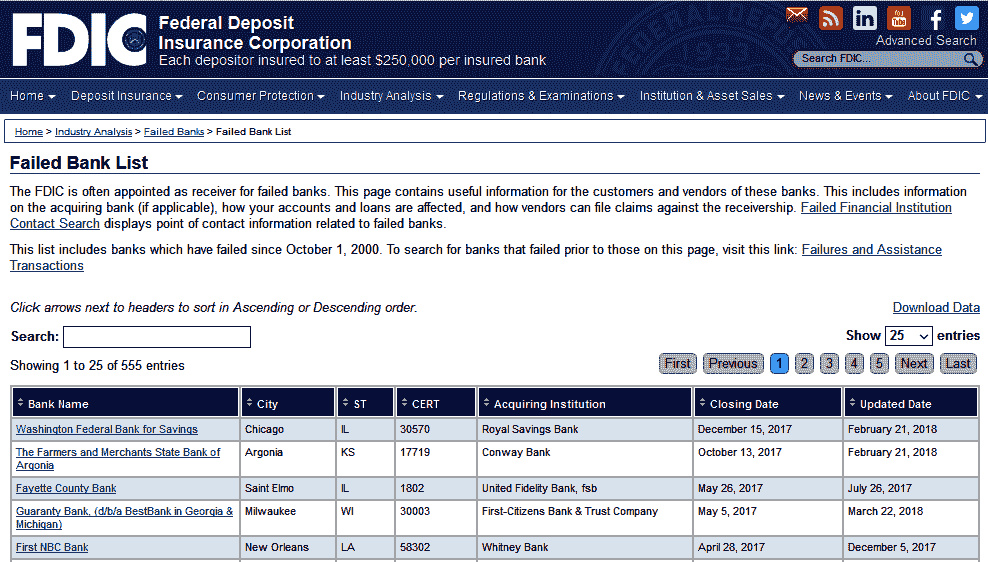 FDIC
Federal Deposit
Insurance Corporation
Each depositor insured to at least $250,000 per insured bank
Advanced Search
Search FDIC...
Home Deposit Insurance Consumer Protection Industry Analysis Regulations & Examinations Institution & Asset Sales News & Events About FDIC
Home > Industry Analysis > Failed Banks > Failed Bank List
Failed Bank List
The FDIC is often appointed as receiver for failed banks. This page contains useful information for the customers and vendors of these banks. This includes information
on the acquiring bank (if applicable), how your accounts and loans are affected, and how vendors can file claims against the receivership. Failed Financial Institution
Contact Search displays point of contact information related to failed banks.
This list includes banks which have failed since October 1, 2000. To search for banks that failed prior to those on this page, visit this link: Failures and Assistance
Transactions
Click arrows next to headers to sort in Ascending or Descending order.
Download Data
Search:
Show 25 entries
Showing 1 to 25 of 555 entries
First Previous 1 2 3 4 5 Next Last
Bank Name City ST CERT Acquiring Institution Closing Date Updated Date
Washington Federal Bank for Savings Chicago IL 30570 Royal Savings Bank December 15, 2017 February 21, 2018
The Farmers and Merchants State Bank of Argonia KS 17719 Conway Bank October 13, 2017 February 21, 2018
Argonia
Fayette County Bank Saint Elmo IL 1802 United Fidelity Bank, fsb May 26, 2017 July 26, 2017
Guaranty Bank, (d/b/a BestBank in Georgia & Milwaukee WI 30003 First-Citizens Bank & Trust Company May 5, 2017 March 22, 2018
Michigan)
First NBC Bank New Orleans LA 58302 Whitney Bank April 28, 2017 December 5, 2017